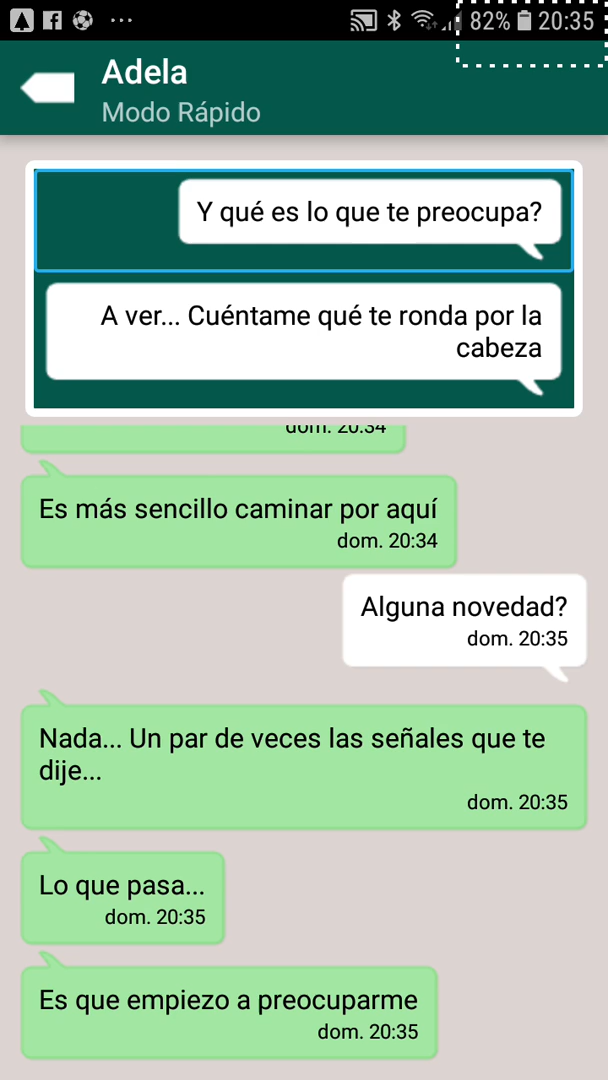 82% 20:35
Adela
Modo Rápido
Y qué es lo que te preocupa?
A ver... Cuéntame qué te ronda por la
cabeza
dom. 20:34
Es más sencillo caminar por aquí
dom. 20:34
Alguna novedad?
dom. 20:35
Nada... Un par de veces las señales que te
dije...
dom. 20:35
Lo que pasa...
dom. 20:35
Es que empiezo a preocuparme
dom. 20:35